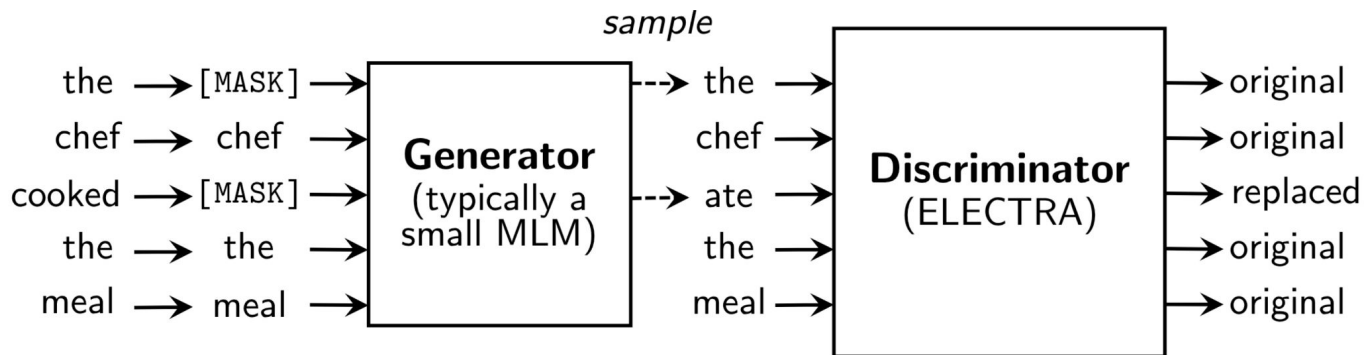 sample
the [MASK] the original
chef chef chef original
cooked [MASK] ate replaced
the the the original
meal meal meal original
Generator
(typically a
small MLM)
Discriminator
(ELECTRA)